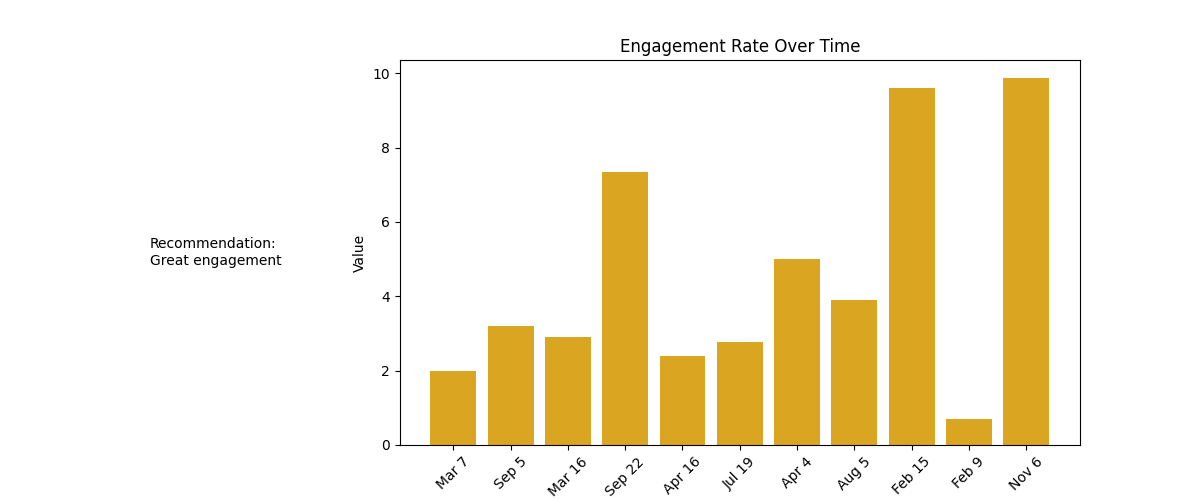 Engagement Rate Over Time
Recommendation:
Great engagement
Value
10
8
6
4
2
0
Mar 7
Sep 5
Mar 16
Sep 22
Apr 16
Jul 19
Apr 4
Aug 5
Feb 15
Feb 9
Nov 6